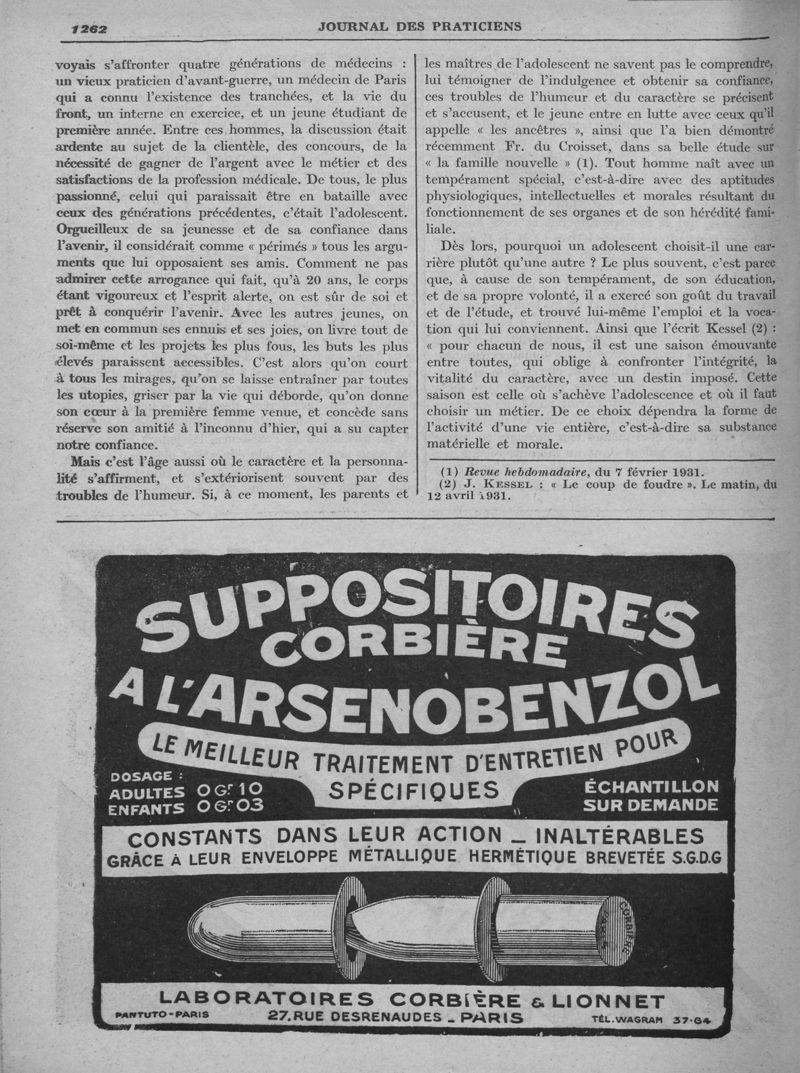 1262
JOURNAL DES PRATICIENS
voyais s'affronter quatre générations de médecins :
un vieux praticien d'avant-guerre, un médecin de Paris
qui a connu l'existence des tranchées, et la vie du
front, un interne en exercice, et un jeune étudiant de
première année. Entre ces hommes, la discussion était
ardente au sujet de la clientèle, des concours, de la
nécessité de gagner de l'argent avec le métier et des
satisfactions de la profession médicale. De tous, le plus
passionné, celui qui paraissait être en bataille avec
ceux des générations précédentes, c'était l'adolescent.
Orgueilleux de sa jeunesse et de sa confiance dans
l'avenir, il considérait comme « périmés » tous les argu-
ments que lui opposaient ses amis. Comment ne pas
admirer cette arrogance qui fait, qu'à 20 ans, le corps
étant vigoureux et l'esprit alerte, on est sûr de soi et
prêt à conquérir l'avenir. Avec les autres jeunes, on
met en commun ses ennuis et ses joies, on livre tout de
soi-même et les projets les plus fous, les buts les plus
élevés paraissent accessibles. C'est alors qu'on court
à tous les mirages, qu'on se laisse entraîner par toutes
les utopies, griser par la vie qui déborde, qu'on donne
son cœur à la première femme venue, et concède sans
réserve son amitié à l'inconnu d'hier, qui a su capter
notre confiance.
Mais c'est l'âge aussi où le caractère et la personna-
lité s'affirment, et s'extériorisent souvent par des
troubles de l'humeur. Si, à ce moment, les parents et
les maîtres de l'adolescent ne savent pas le comprendre,
lui témoigner de l'indulgence et obtenir sa confiance,
ces troubles de l'humeur et du caractère se précisent
et s'accusent, et le jeune entre en lutte avec ceux qu'il
appelle « les ancêtres », ainsi que l'a bien démontré
récemment Fr. du Croisset, dans sa belle étude sur
« la famille nouvelle » (1). Tout homme naît avec un
tempérament spécial, c'est-à-dire avec des aptitudes
physiologiques, intellectuelles et morales résultant du
fonctionnement de ses organes et de son hérédité fami-
liale.
Dès lors, pourquoi un adolescent choisit-il une car-
rière plutôt qu'une autre ? Le plus souvent, c'est parce
que, à cause de son tempérament, de son éducation,
et de sa propre volonté, il a exercé son goût du travail
et de l'étude, et trouvé lui-même l'emploi et la voca-
tion qui lui conviennent. Ainsi que l'écrit Kessel (2) :
« pour chacun de nous, il est une saison émouvante
entre toutes, qui oblige à confronter l'intégrité, la
vitalité du caractère, avec un destin imposé. Cette
saison est celle où s'achève l'adolescence et où il faut
choisir un métier. De ce choix dépendra la forme de
l'activité d'une vie entière, c'est-à-dire sa substance
matérielle et morale.
(1) Revue hebdomadaire, du 7 février 1931.
(2) J. KESSEL : « Le coup de foudre ». Le matin, du
12 avril 1931.
SUPPOSITOIRES
CORBIÈRE
A L'ARSENOBENZOL
LE MEILLEUR TRAITEMENT D'ENTRETIEN POUR
SPÉCIFIQUES
DOSAGE :
ADULTES 0 Gr 10
ENFANTS 0 Gr 03
ÉCHANTILLON
SUR DEMANDE
CONSTANTS DANS LEUR ACTION _ INALTÉRABLES
GRÂCE A LEUR ENVELOPPE MÉTALLIQUE HERMÉTIQUE BREVETÉE S.G.D.G
CORBIÈRE
PARIS
LABORATOIRES CORBIÈRE & LIONNET
PANTUTO-PARIS
27, RUE DESRENAUDES _ PARIS
TÉL. WAGRAM 37-64